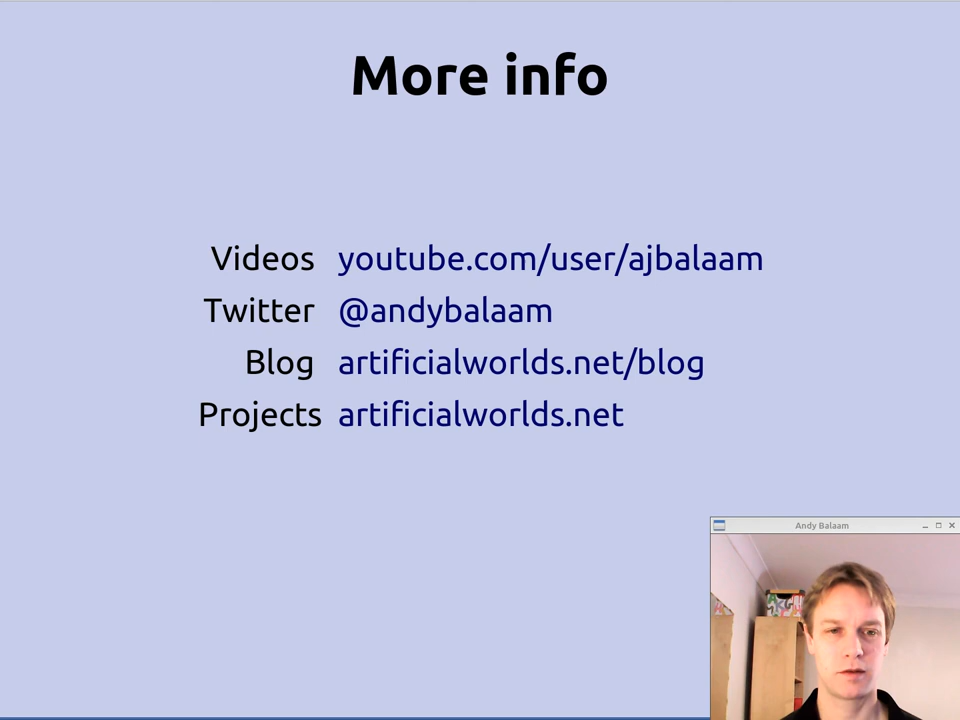 More info
Videos youtube.com/user/ajbalaam
Twitter @andybalaam
Blog artificialworlds.net/blog
Projects artificialworlds.net
Andy Balaam